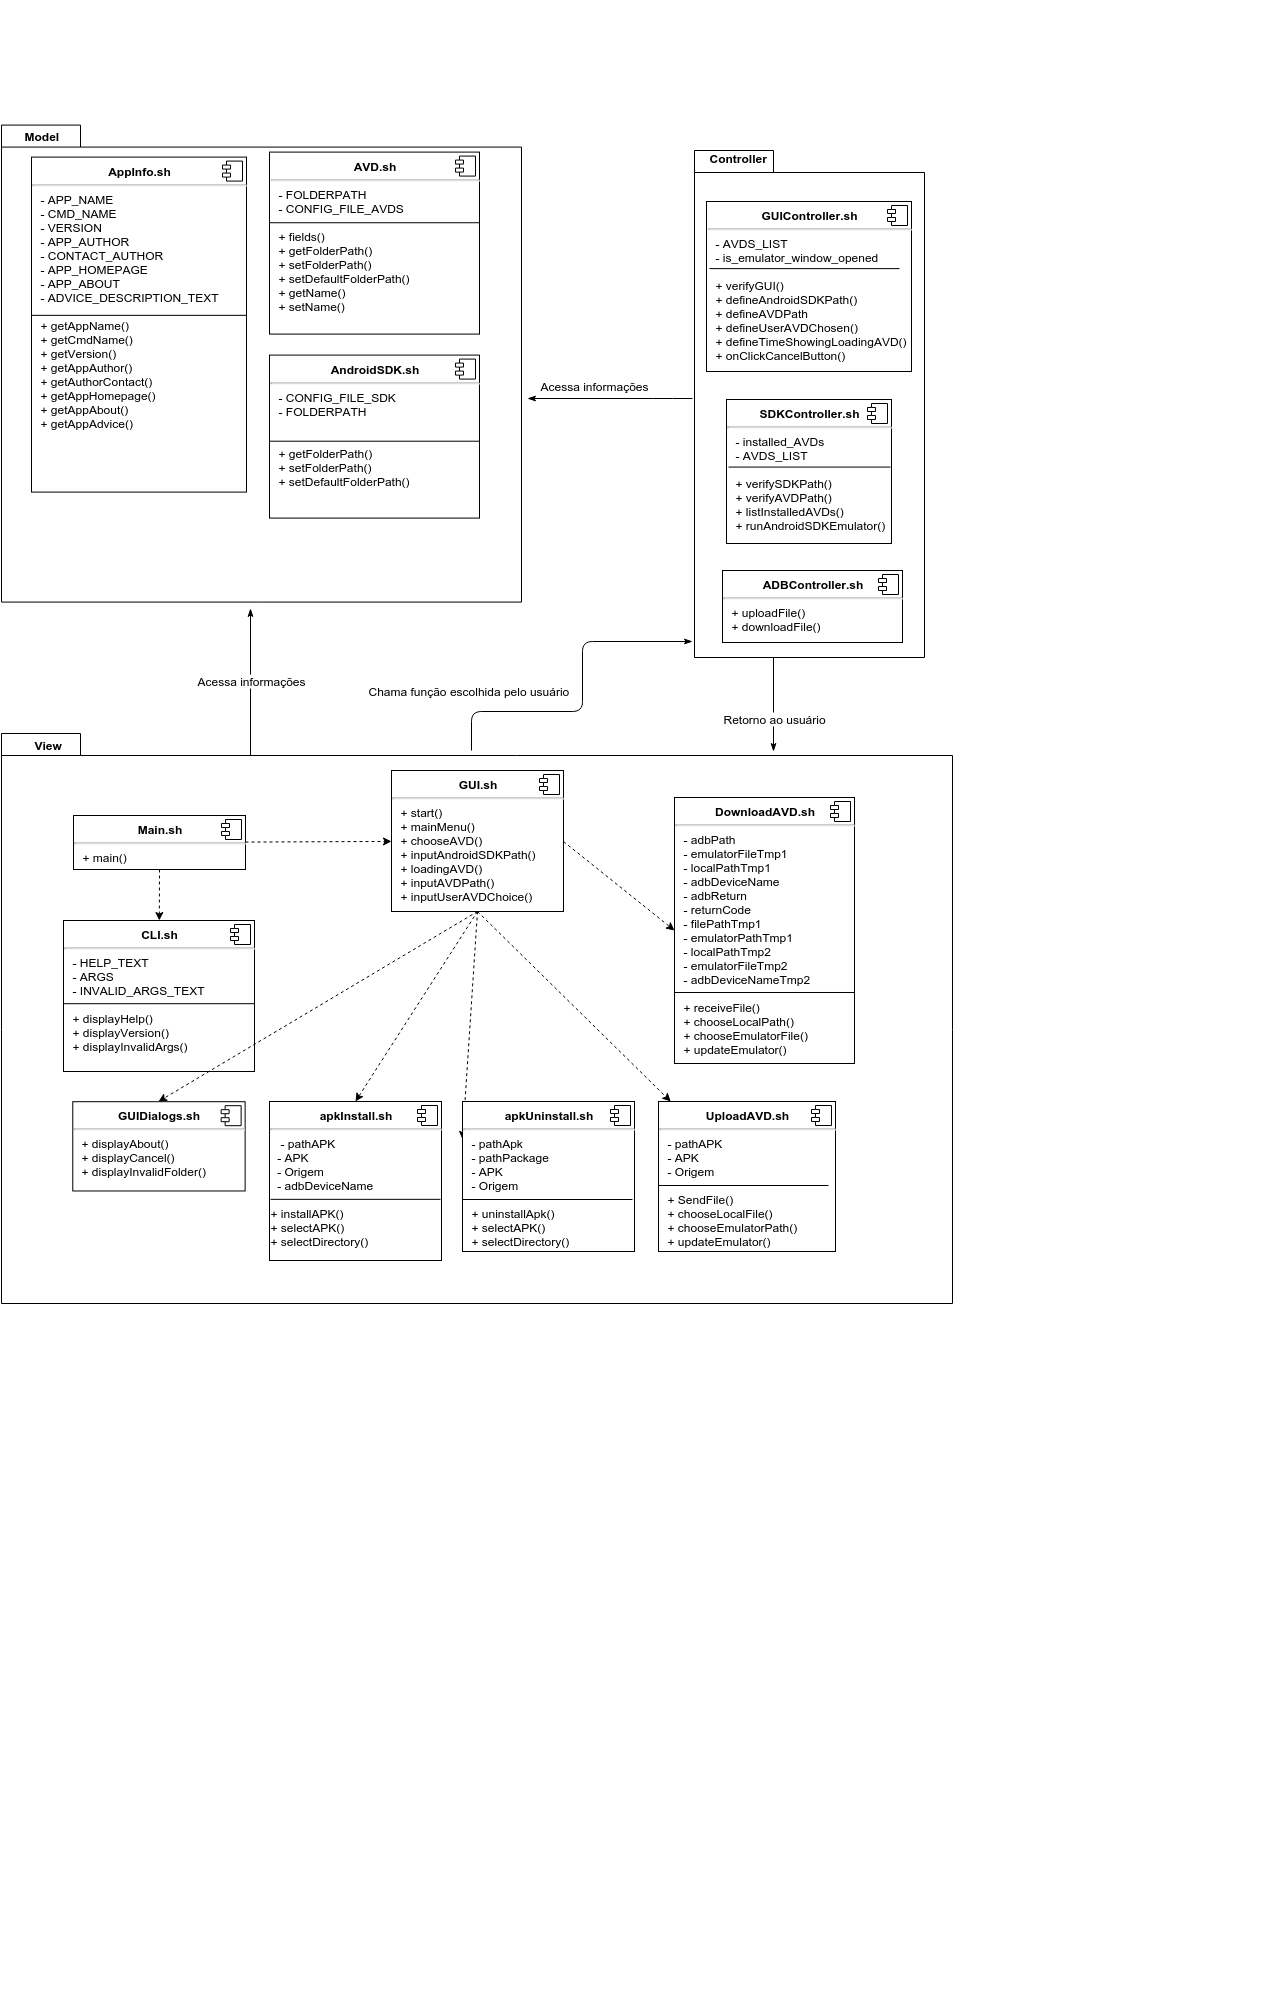 Model
AppInfo.sh
- APP_NAME
- CMD_NAME
- VERSION
- APP_AUTHOR
- CONTACT_AUTHOR
- APP_HOMEPAGE
- APP_ABOUT
- ADVICE_DESCRIPTION_TEXT
+ getAppName()
+ getCmdName()
+ getVersion()
+ getAppAuthor()
+ getAuthorContact()
+ getAppHomepage()
+ getAppAbout()
+ getAppAdvice()
AVD.sh
- FOLDERPATH
- CONFIG_FILE_AVDS
+ fields()
+ getFolderPath()
+ setFolderPath()
+ setDefaultFolderPath()
+ getName()
+ setName()
AndroidSDK.sh
- CONFIG_FILE_SDK
- FOLDERPATH
+ getFolderPath()
+ setFolderPath()
+ setDefaultFolderPath()
Acessa informações
Controller
GUIController.sh
- AVDS_LIST
- is_emulator_window_opened
+ verifyGUI()
+ defineAndroidSDKPath()
+ defineAVDPath
+ defineUserAVDChosen()
+ defineTimeShowingLoadingAVD()
+ onClickCancelButton()
SDKController.sh
- installed_AVDs
- AVDS_LIST
+ verifySDKPath()
+ verifyAVDPath()
+ listInstalledAVDs()
+ runAndroidSDKEmulator()
ADBController.sh
+ uploadFile()
+ downloadFile()
Acessa informações
Chama função escolhida pelo usuário
Retorno ao usuário
View
Main.sh
+ main()
GUI.sh
+ start()
+ mainMenu()
+ chooseAVD()
+ inputAndroidSDKPath()
+ loadingAVD()
+ inputAVDPath()
+ inputUserAVDChoice()
DownloadAVD.sh
- adbPath
- emulatorFileTmp1
- localPathTmp1
- adbDeviceName
- adbReturn
- returnCode
- filePathTmp1
- emulatorPathTmp1
- localPathTmp2
- emulatorFileTmp2
- adbDeviceNameTmp2
+ receiveFile()
+ chooseLocalPath()
+ chooseEmulatorFile()
+ updateEmulator()
CLI.sh
- HELP_TEXT
- ARGS
- INVALID_ARGS_TEXT
+ displayHelp()
+ displayVersion()
+ displayInvalidArgs()
GUIDialogs.sh
+ displayAbout()
+ displayCancel()
+ displayInvalidFolder()
apkInstall.sh
- pathAPK
- APK
- Origem
- adbDeviceName
+ installAPK()
+ selectAPK()
+ selectDirectory()
apkUninstall.sh
- pathApk
- pathPackage
- APK
- Origem
+ uninstallApk()
+ selectAPK()
+ selectDirectory()
UploadAVD.sh
- pathAPK
- APK
- Origem
+ SendFile()
+ chooseLocalFile()
+ chooseEmulatorPath()
+ updateEmulator()